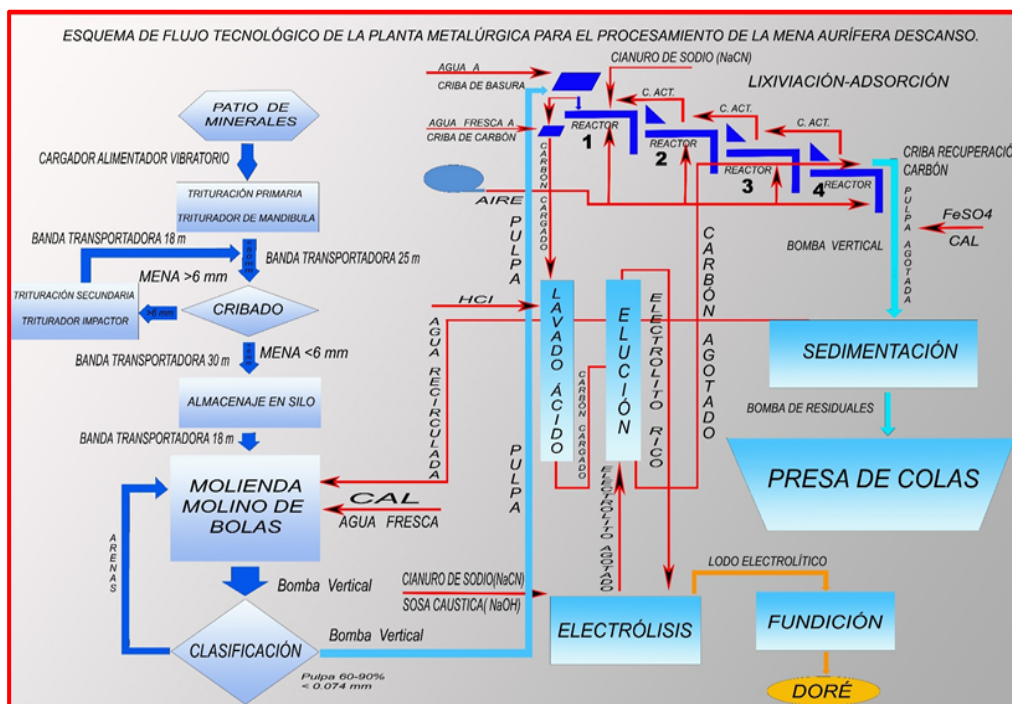 ESQUEMA DE FLUJO TECNOLÓGICO DE LA PLANTA METALÚRGICA PARA EL PROCESAMIENTO DE LA MENA AURÍFERA DESCANSO.
PATIO DE
MINERALES
CARGADOR ALIMENTADOR VIBRATORIO
TRITURACIÓN PRIMARIA
TRITURADOR DE MANDIBULA
BANDA TRANSPORTADORA 18 m
BANDA TRANSPORTADORA 25 m
MENA >6 mm
TRITURACIÓN SECUNDARIA
TRITURADOR IMPACTOR
>6 mm
CRIBADO
BANDA TRANSPORTADORA 30 m
MENA <6 mm
ALMACENAJE EN SILO
BANDA TRANSPORTADORA 18 m
MOLIENDA
MOLINO DE
BOLAS
ARENAS
AGUA RECIRCULADA
CAL
AGUA FRESCA
Bomba Vertical
CLASIFICACIÓN
Bomba Vertical
Pulpa 60-90%
< 0.074 mm
PULPA
PULPA
AGUA A
CRIBA DE BASURA
AGUA FRESCA A
CRIBA DE CARBÓN
CIANURO DE SODIO (NaCN)
LIXIVIACIÓN-ADSORCIÓN
C. ACT.
C. ACT.
C. ACT.
REACTOR
1
REACTOR
2
REACTOR
3
REACTOR
4
AIRE
CARBÓN CARGADO
CRIBA RECUPERACIÓ
CARBÓN
PULPA AGOTADA
BOMBA VERTICAL
FeSO4
CAL
HCl
LAVADO ÁCIDO
CARBÓN CARGADO
ELUCIÓN
ELECTROLITO RICO
CARBÓN AGOTADO
ELECTROLITO AGOTADO
SEDIMENTACIÓN
BOMBA DE RESIDUALES
PRESA DE COLAS
CIANURO DE SODIO(NaCN)
SOSA CAUSTICA( NaOH)
ELECTRÓLISIS
LODO ELECTROLÍTICO
FUNDICIÓN
DORÉ